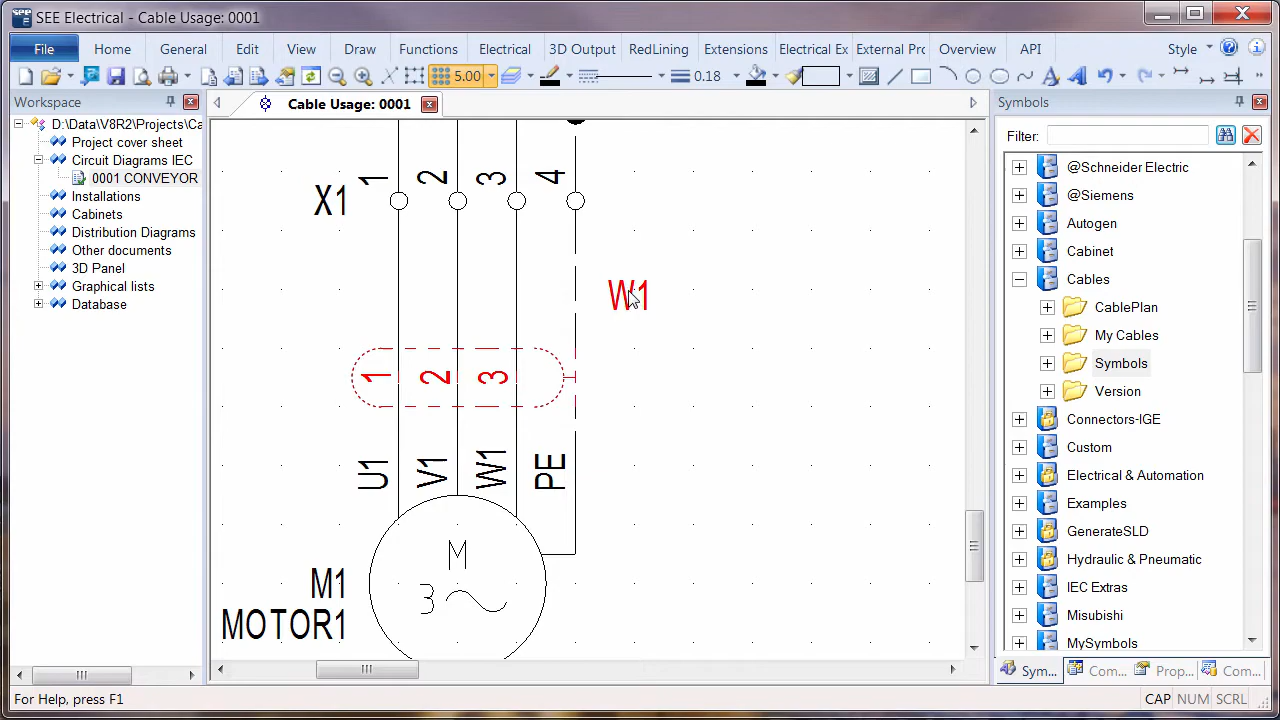 SEE Electrical - Cable Usage: 0001
File Home General Edit View Draw Functions Electrical 3D Output RedLining Extensions Electrical Ex External Prc Overview API Style
5.00 0.18
Workspace
Cable Usage: 0001
Symbols
D:\Data\V8R2\Projects\Ca
Project cover sheet
Circuit Diagrams IEC
0001 CONVEYOR
Installations
Cabinets
Distribution Diagrams
Other documents
3D Panel
Graphical lists
Database
X1 1 2 3 4
W1
1 2 3
U1 V1 W1 PE
M
3
M1
MOTOR1
Filter:
@Schneider Electric
@Siemens
Autogen
Cabinet
Cables
CablePlan
My Cables
Symbols
Version
Connectors-IGE
Custom
Electrical & Automation
Examples
GenerateSLD
Hydraulic & Pneumatic
IEC Extras
Misubishi
MySymbols
Sym... Com... Prop... Com...
For Help, press F1
CAP NUM SCRL